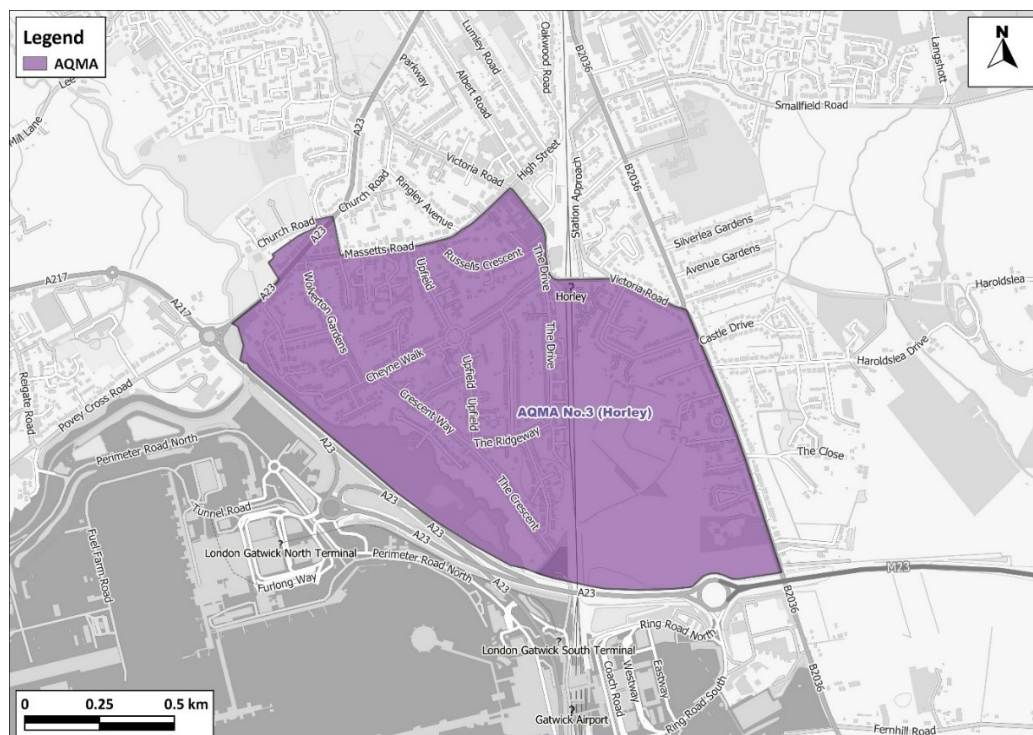 Legend
AQMA
N
Lumley Road
Oakwood Road
B2036
Langshott
Parkway
Albert Road
Smallfield Road
Mill Lane
Lee
A23
Victoria Road
High Street
Station Approach
B2036
Church Road
Ringley Avenue
Church Road
A23
Silverlea Gardens
Massetts Road
Russells Crescent
The Drive
Avenue Gardens
A217
Upfield
Victoria Road
Haroldslea
A23
Wolverton Gardens
Horley
A217
Castle Drive
The Drive
Haroldslea Drive
Cheyne Walk
Upfield
Reigate Road
Povey Cross Road
Crescent Way
Upfield
AQMA No.3 (Horley)
A23
The Ridgeway
The Close
Perimeter Road North
The Crescent
Tunnel Road
A23
A23
Fuel Farm Road
London Gatwick North Terminal
Perimeter Road North
Furlong Way
A23
A23
M23
B2036
Ring Road North
London Gatwick South Terminal
Coach Road
Westway
Eastway
Ring Road South
Gatwick Airport
Fernhill Road
0 0.25 0.5 km